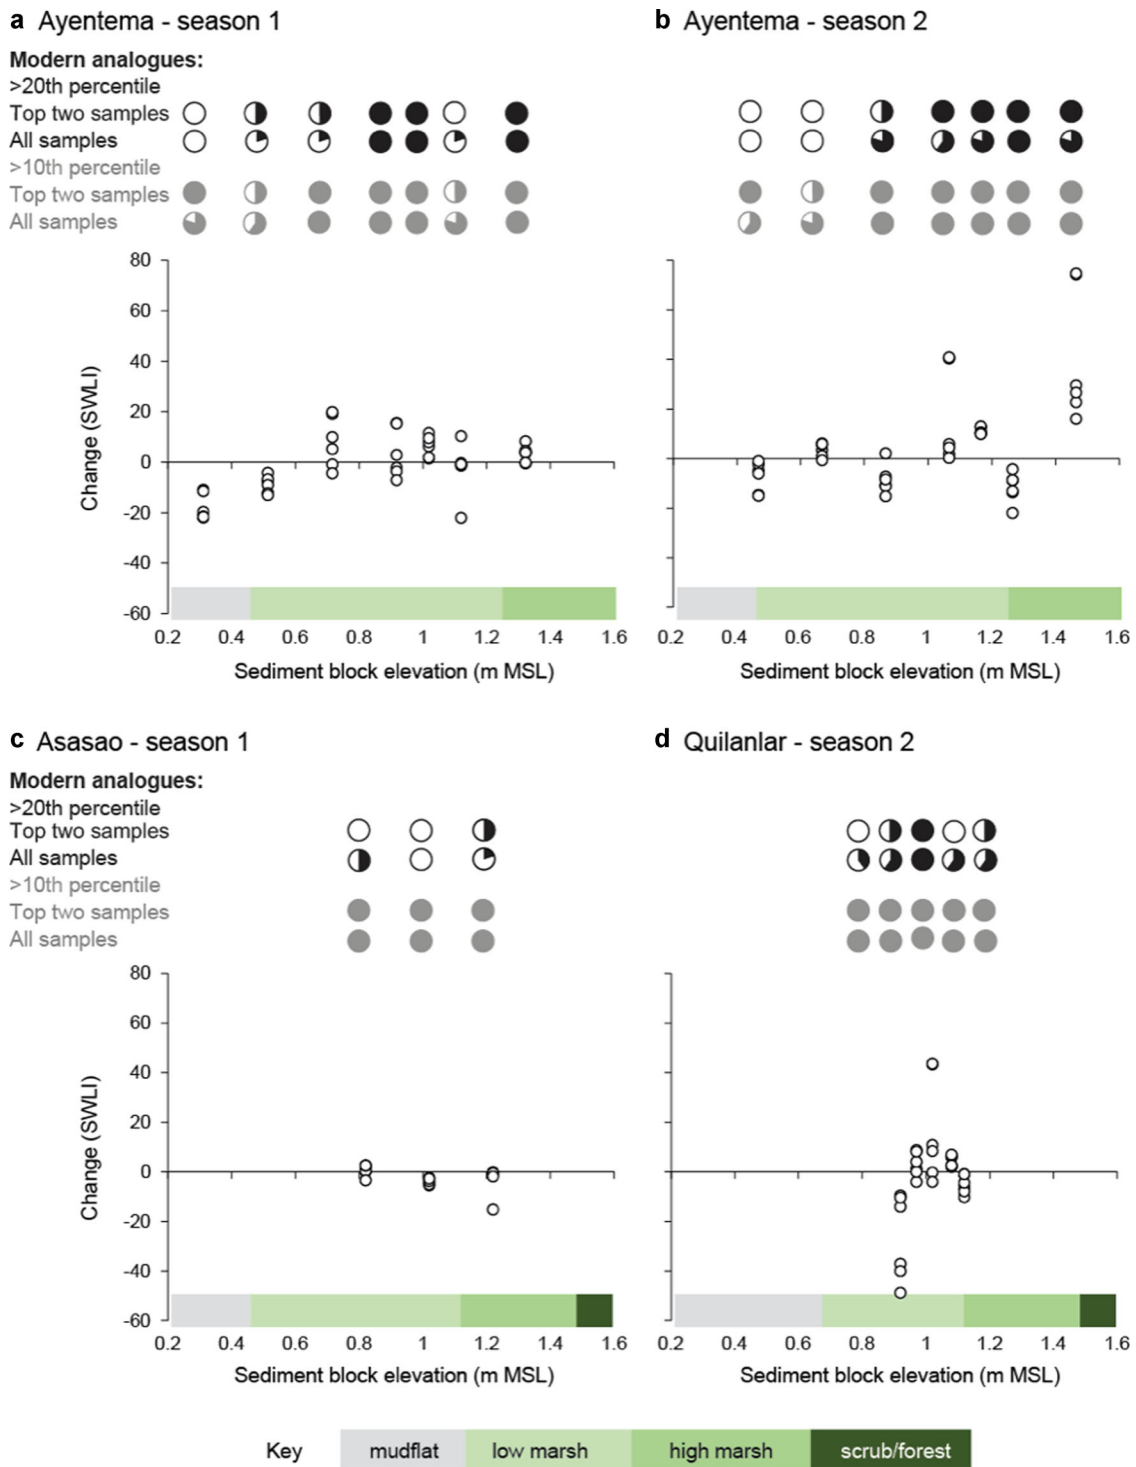 a Ayentema - season 1
b Ayentema - season 2
Modern analogues:
>20th percentile
Top two samples
All samples
>10th percentile
Top two samples
All samples
80
60
40
20
0
-20
-40
-60
Change (SWLI)
0.2 0.4 0.6 0.8 1 1.2 1.4 1.6
Sediment block elevation (m MSL)
0.2 0.4 0.6 0.8 1 1.2 1.4 1.6
Sediment block elevation (m MSL)
c Asasao - season 1
d Quilanlar - season 2
Modern analogues:
>20th percentile
Top two samples
All samples
>10th percentile
Top two samples
All samples
80
60
40
20
0
-20
-40
-60
Change (SWLI)
0.2 0.4 0.6 0.8 1 1.2 1.4 1.6
Sediment block elevation (m MSL)
0.2 0.4 0.6 0.8 1 1.2 1.4 1.6
Sediment block elevation (m MSL)
Key mudflat low marsh high marsh scrub/forest